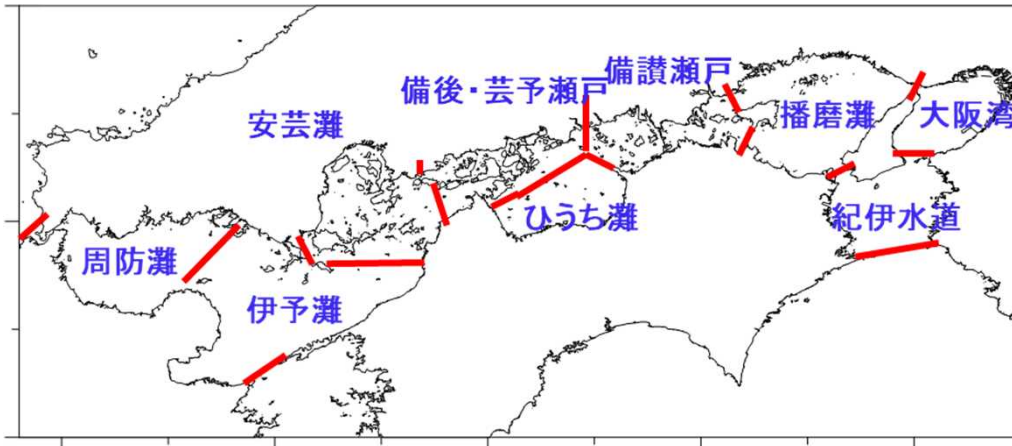 備讃瀬戸
備後・芸予瀬戸
播磨灘
大阪湾
安芸灘
ひうち灘
紀伊水道
周防灘
伊予灘